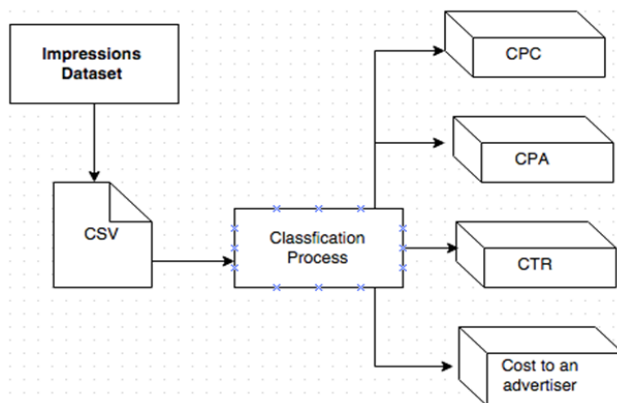 Impressions
Dataset
CSV
Classfication
Process
CPC
CPA
CTR
Cost to an
advertiser